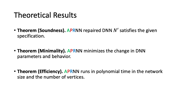 Theoretical Results
• Theorem (Soundness). APRNN repaired DNN N' satisfies the given
specification.
• Theorem (Minimality). APRNN minimizes the change in DNN
parameters and behavior.
• Theorem (Efficiency). APRNN runs in polynomial time in the network
size and the number of vertices.